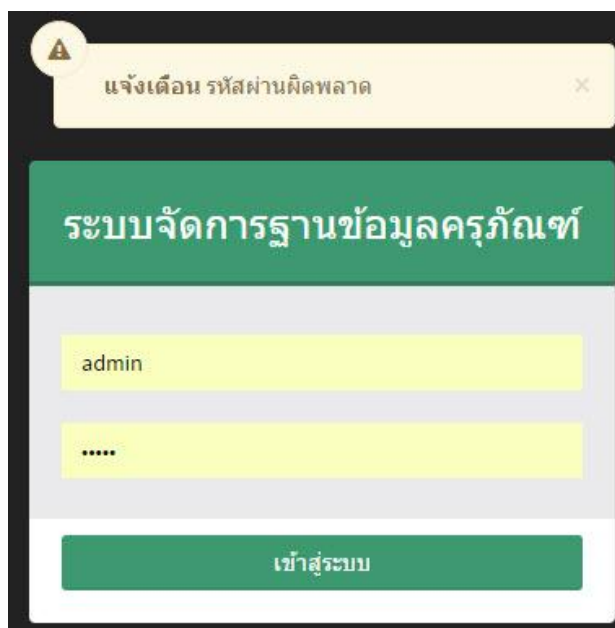 แจ้งเตือน รหัสผ่านผิดพลาด ×
ระบบจัดการฐานข้อมูลครุภัณฑ์
admin
•••••
เข้าสู่ระบบ